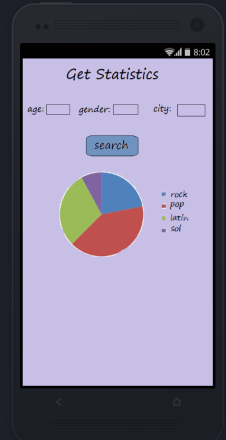 8:02
Get Statistics
age: gender: city:
search
rock
pop
latin
sol